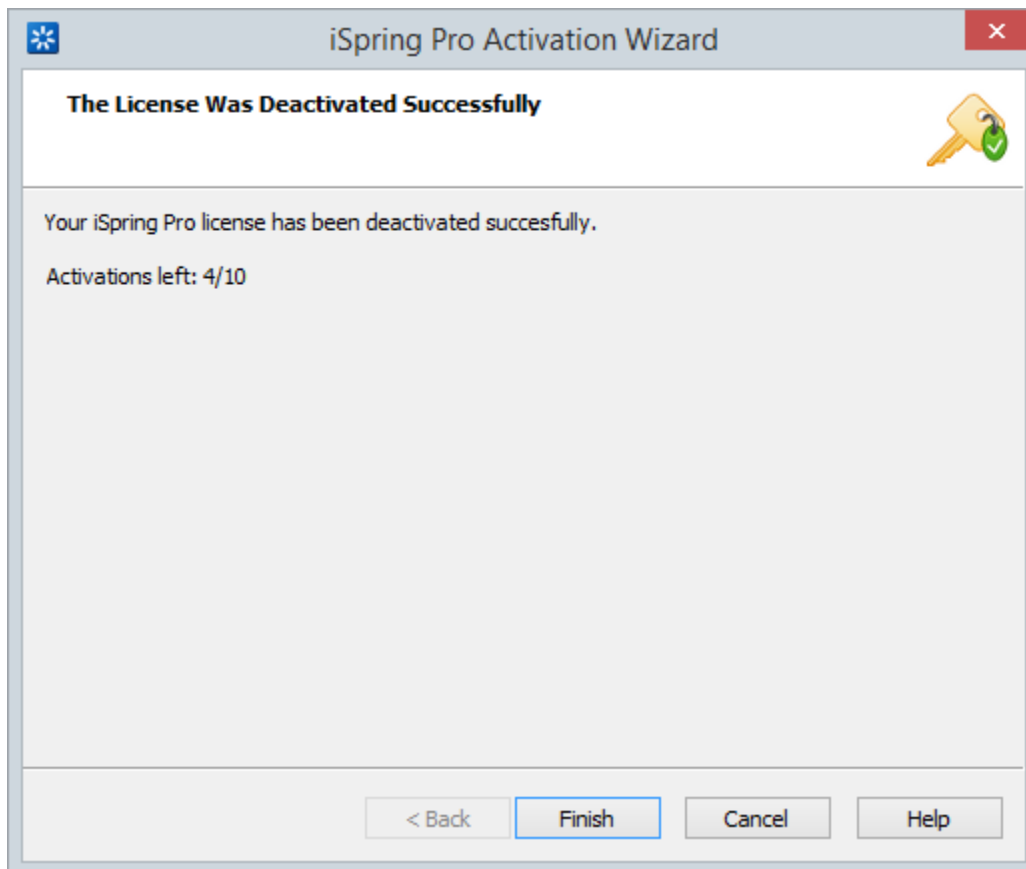 iSpring Pro Activation Wizard
The License Was Deactivated Successfully
Your iSpring Pro license has been deactivated succesfully.
Activations left: 4/10
< Back Finish Cancel Help